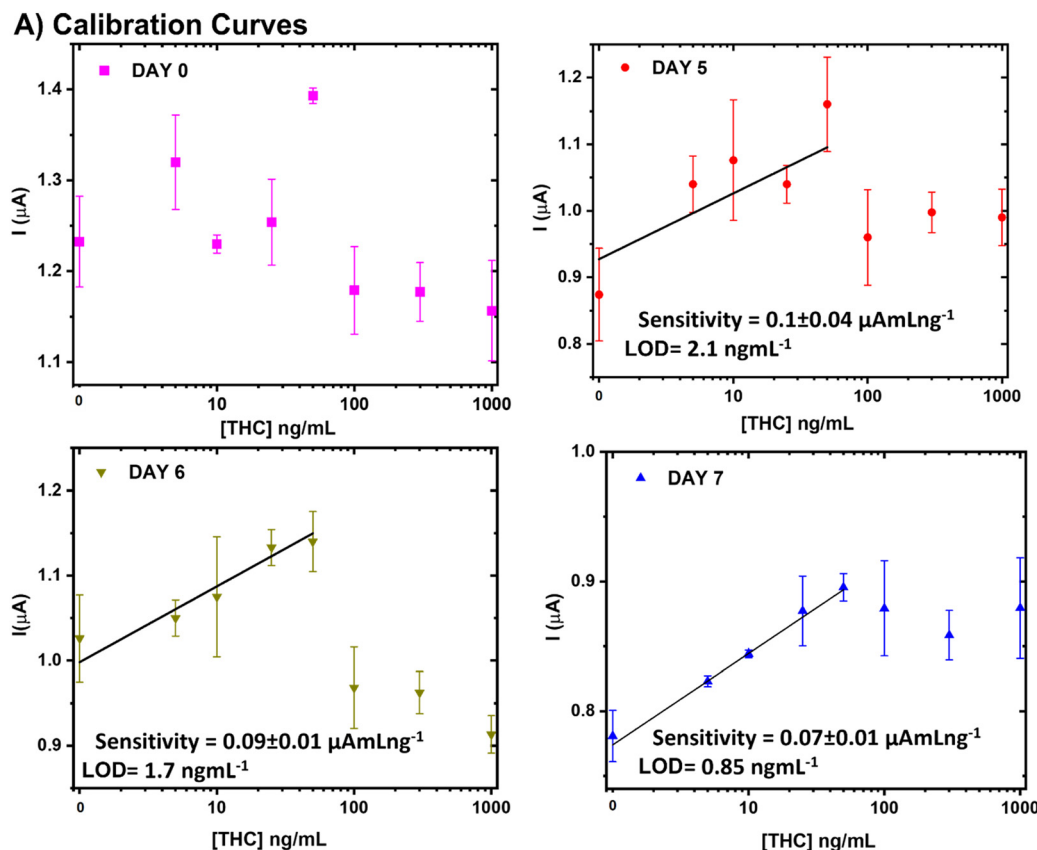 A) Calibration Curves
DAY 0
1.4
1.3
1.2
1.1
I (μA)
0
10
100
1000
[THC] ng/mL
DAY 5
1.2
1.1
1.0
0.9
0.8
I (μA)
Sensitivity = 0.1±0.04 μAmLng⁻¹
LOD= 2.1 ngmL⁻¹
0
10
100
1000
[THC] ng/mL
DAY 6
1.2
1.1
1.0
0.9
I(μA)
Sensitivity = 0.09±0.01 μAmLng⁻¹
LOD= 1.7 ngmL⁻¹
0
10
100
1000
[THC] ng/mL
DAY 7
1.0
0.9
0.8
I (μA)
Sensitivity = 0.07±0.01 μAmLng⁻¹
LOD= 0.85 ngmL⁻¹
0
10
100
1000
[THC] ng/mL